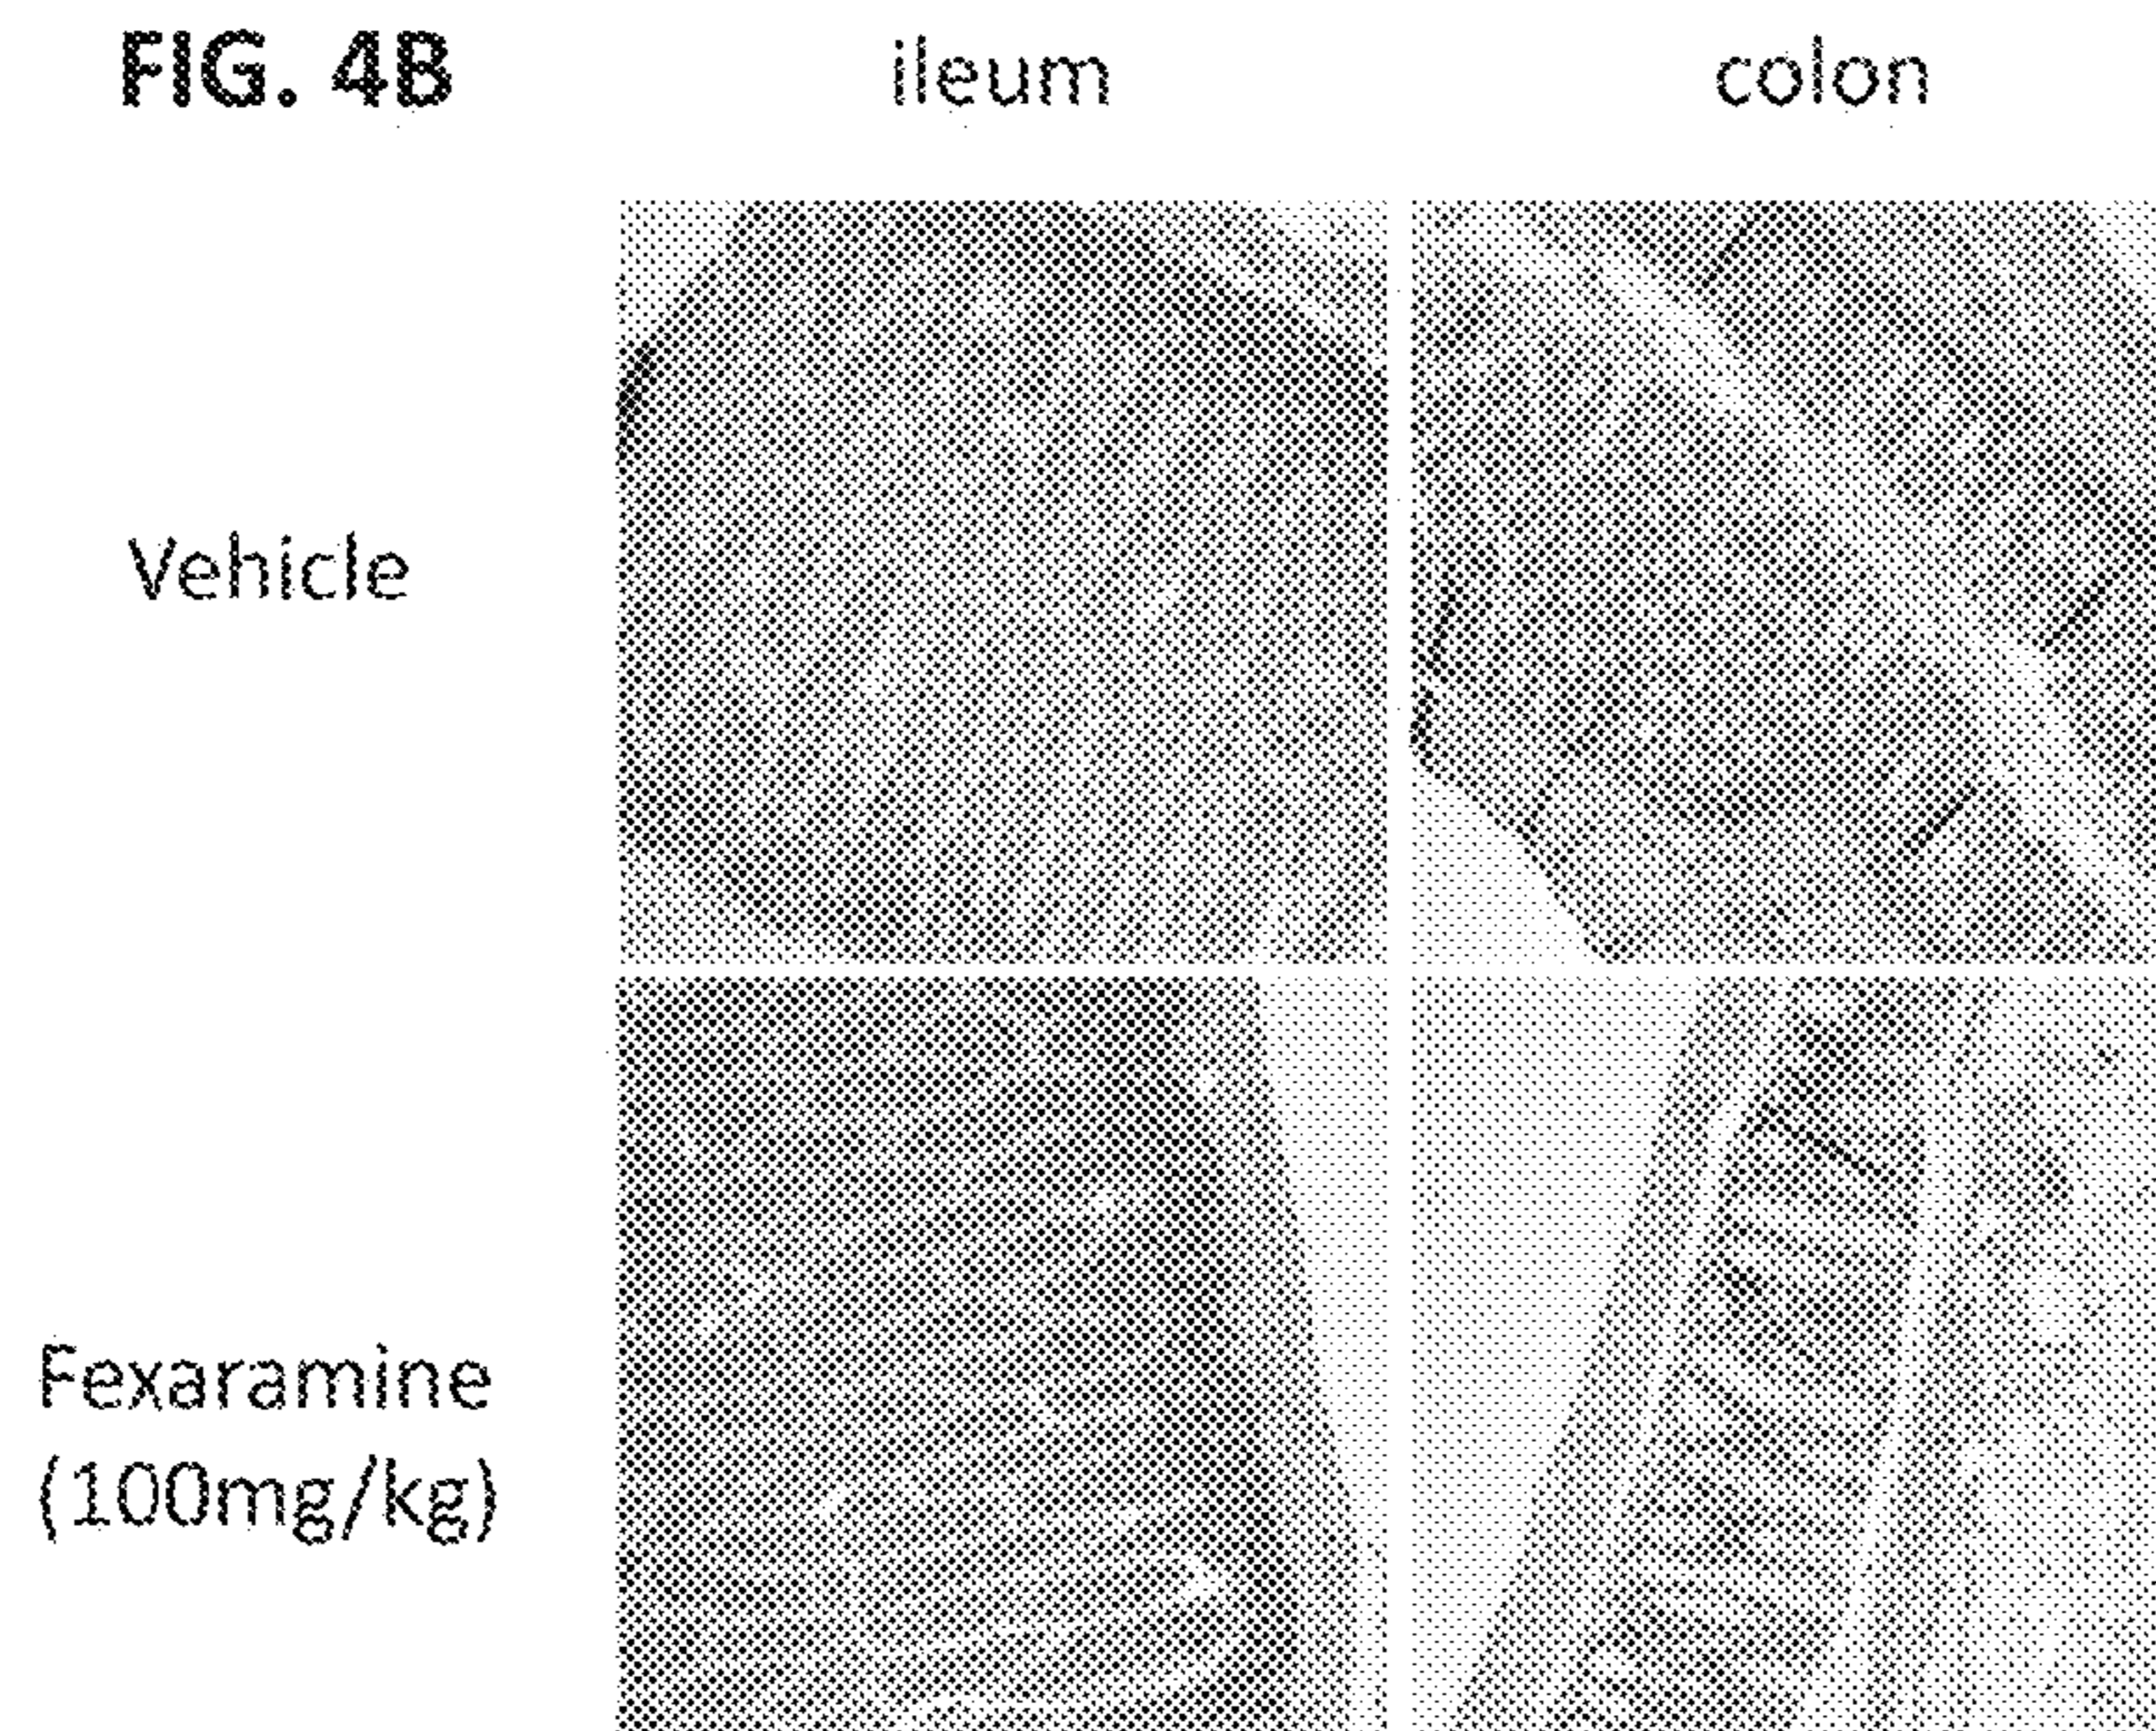 FIG. 4B
ileum
colon
Vehicle
Fexaramine
(100mg/kg)